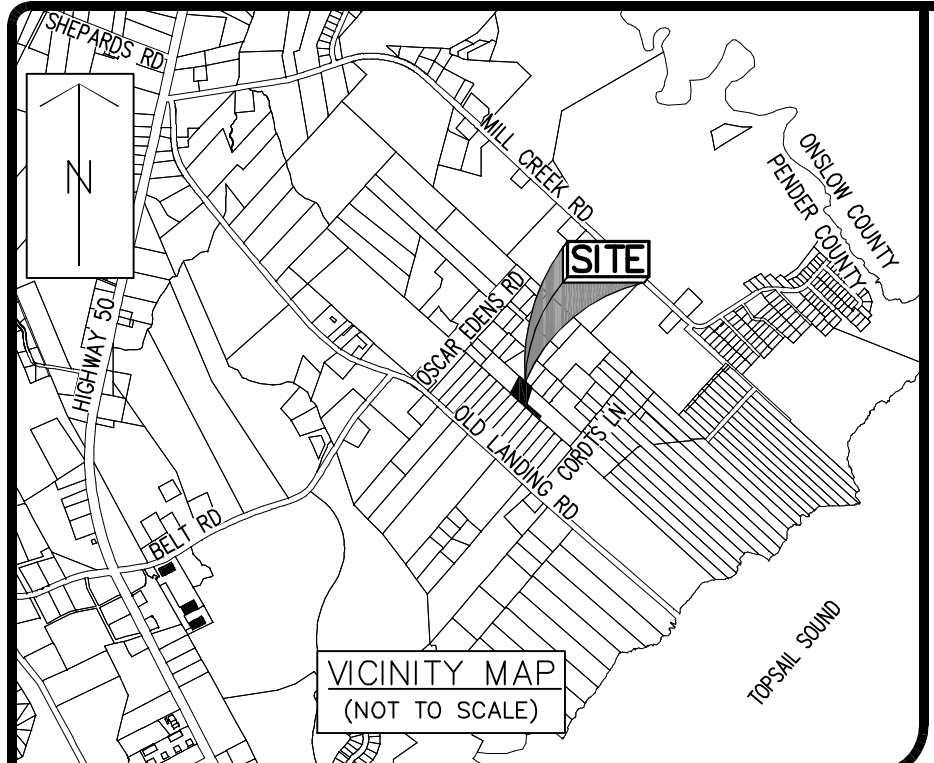 SHEPARDS RD
N
MILL CREEK RD
ONSLOW COUNTY
PENDER COUNTY
SITE
HIGHWAY 50
OSCAR EDENS RD
OLD LANDING RD
CORDTS LN
BELT RD
TOPSAIL SOUND
VICINITY MAP
(NOT TO SCALE)